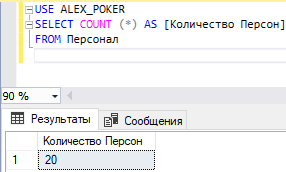 USE ALEX_POKER
SELECT COUNT (*) AS [Количество Персон]
FROM Персонал
90 %
Результаты Сообщения
Количество Персон
1 20